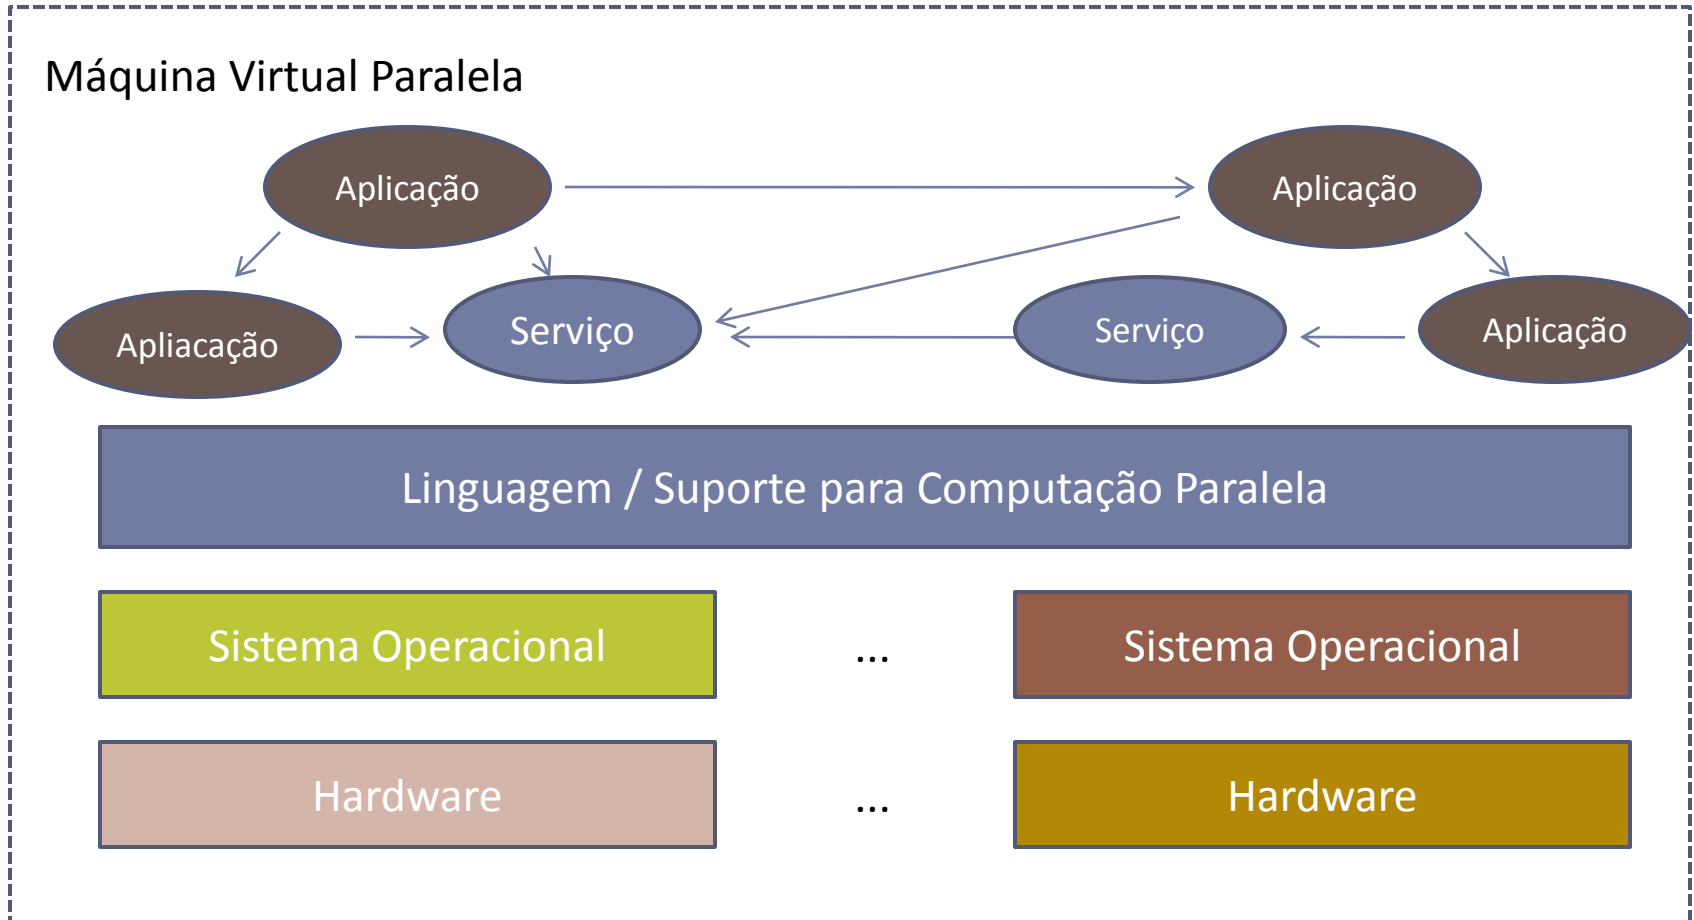 Máquina Virtual Paralela
Aplicação
Aplicação
Apliacação
Serviço
Serviço
Aplicação
Linguagem / Suporte para Computação Paralela
Sistema Operacional
...
Sistema Operacional
Hardware
...
Hardware